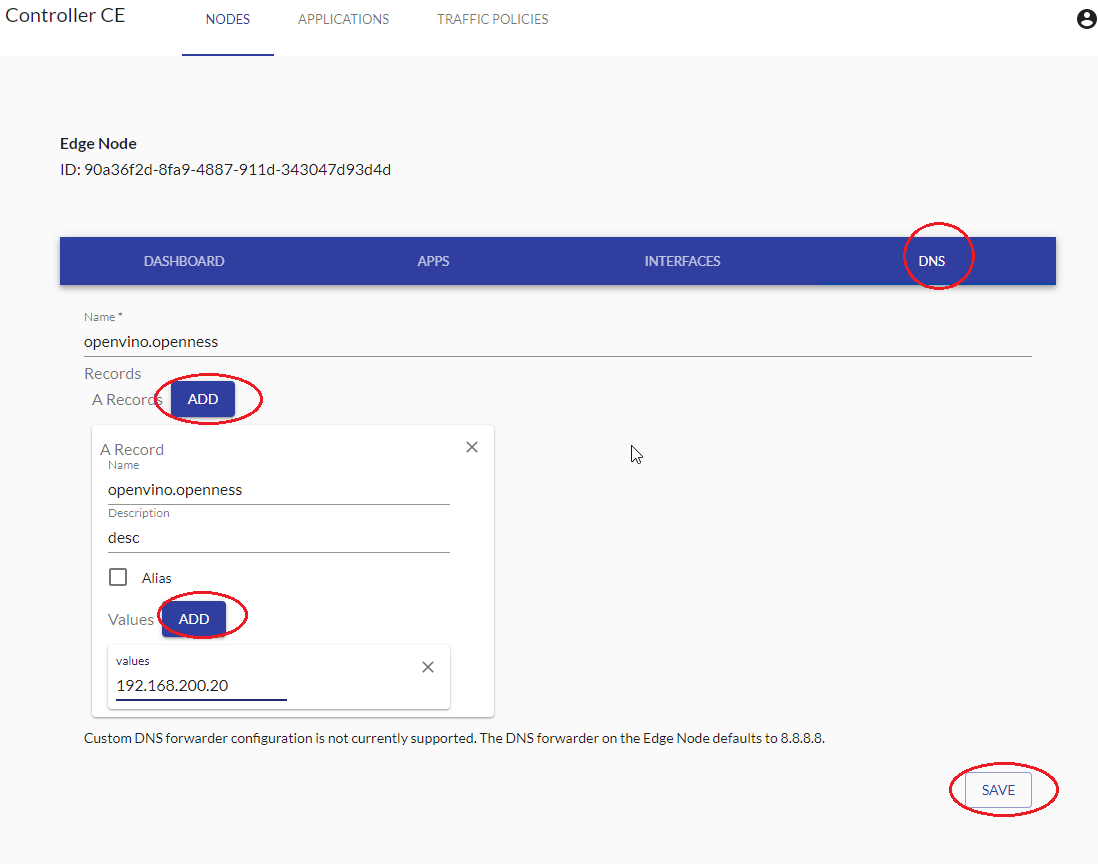 Controller CE
NODES
APPLICATIONS
TRAFFIC POLICIES
Edge Node
ID: 90a36f2d-8fa9-4887-911d-343047d93d4d
DASHBOARD
APPS
INTERFACES
DNS
Name *
openvino.openness
Records
A Records
ADD
A Record
Name
openvino.openness
Description
desc
Alias
Values
ADD
values
192.168.200.20
Custom DNS forwarder configuration is not currently supported. The DNS forwarder on the Edge Node defaults to 8.8.8.8.
SAVE